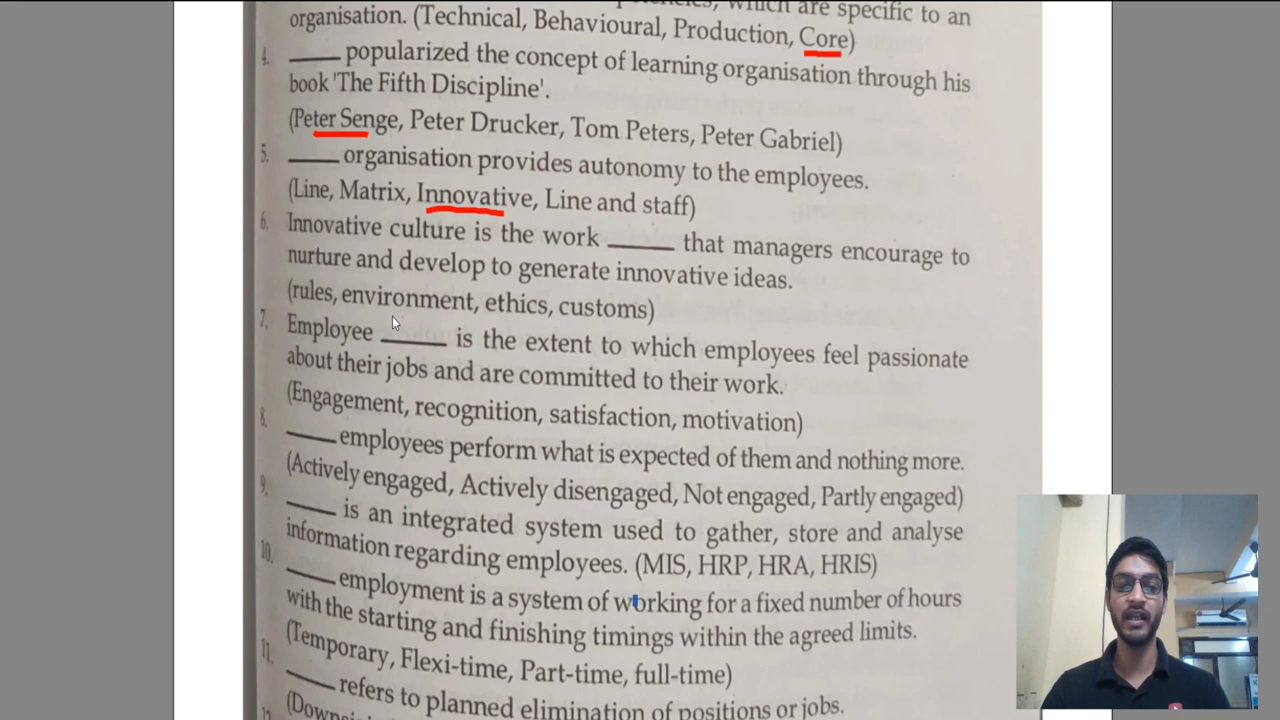 which are specific to an
organisation. (Technical, Behavioural, Production, Core)
4. _____ popularized the concept of learning organisation through his
book 'The Fifth Discipline'.
(Peter Senge, Peter Drucker, Tom Peters, Peter Gabriel)
5. _____ organisation provides autonomy to the employees.
(Line, Matrix, Innovative, Line and staff)
6. Innovative culture is the work _____ that managers encourage to
nurture and develop to generate innovative ideas.
(rules, environment, ethics, customs)
7. Employee _____ is the extent to which employees feel passionate
about their jobs and are committed to their work.
(Engagement, recognition, satisfaction, motivation)
8. _____ employees perform what is expected of them and nothing more.
(Actively engaged, Actively disengaged, Not engaged, Partly engaged)
9. _____ is an integrated system used to gather, store and analyse
information regarding employees. (MIS, HRP, HRA, HRIS)
10. _____ employment is a system of working for a fixed number of hours
with the starting and finishing timings within the agreed limits.
(Temporary, Flexi-time, Part-time, full-time)
11. _____ refers to planned elimination of positions or jobs.